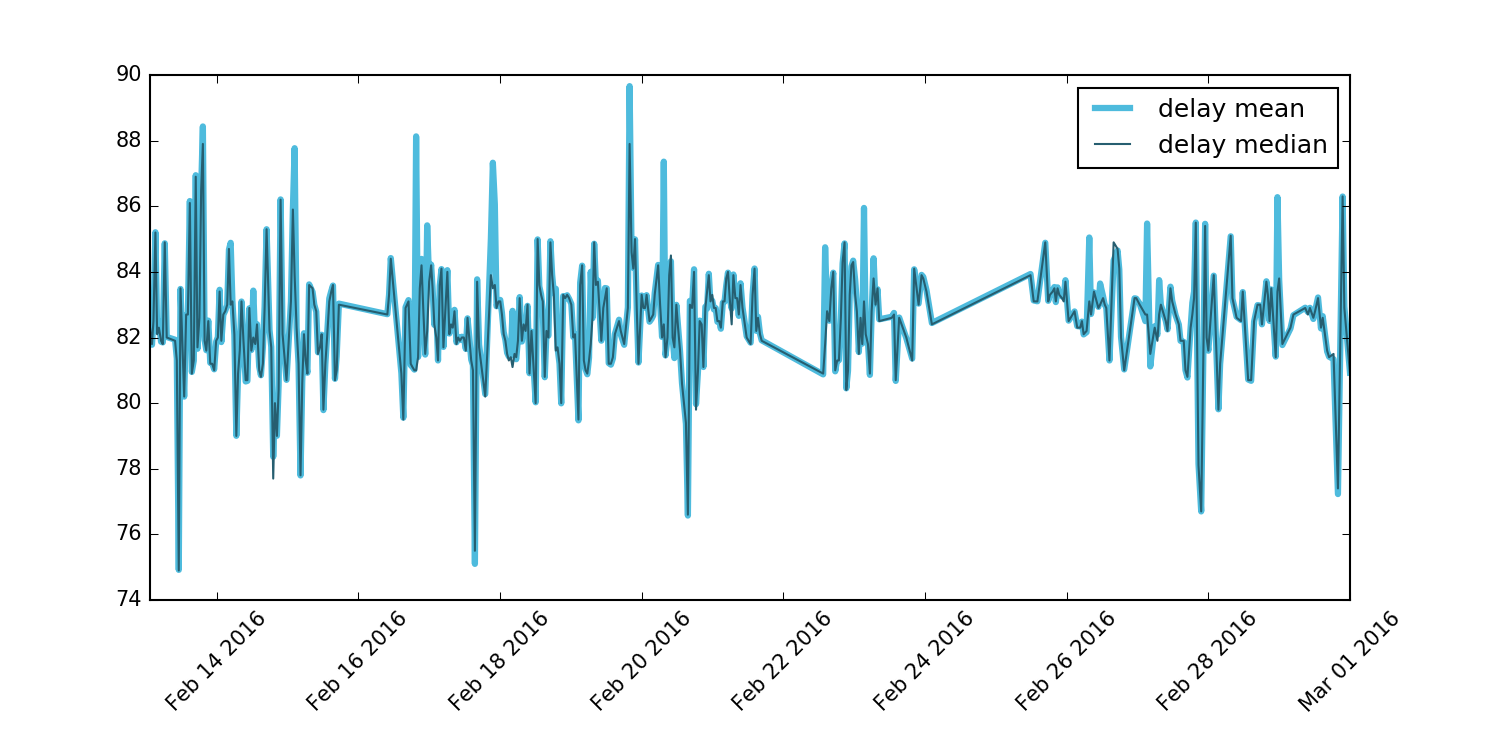 90
88
86
84
82
80
78
76
74
delay mean
delay median
Feb 14 2016
Feb 16 2016
Feb 18 2016
Feb 20 2016
Feb 22 2016
Feb 24 2016
Feb 26 2016
Feb 28 2016
Mar 01 2016